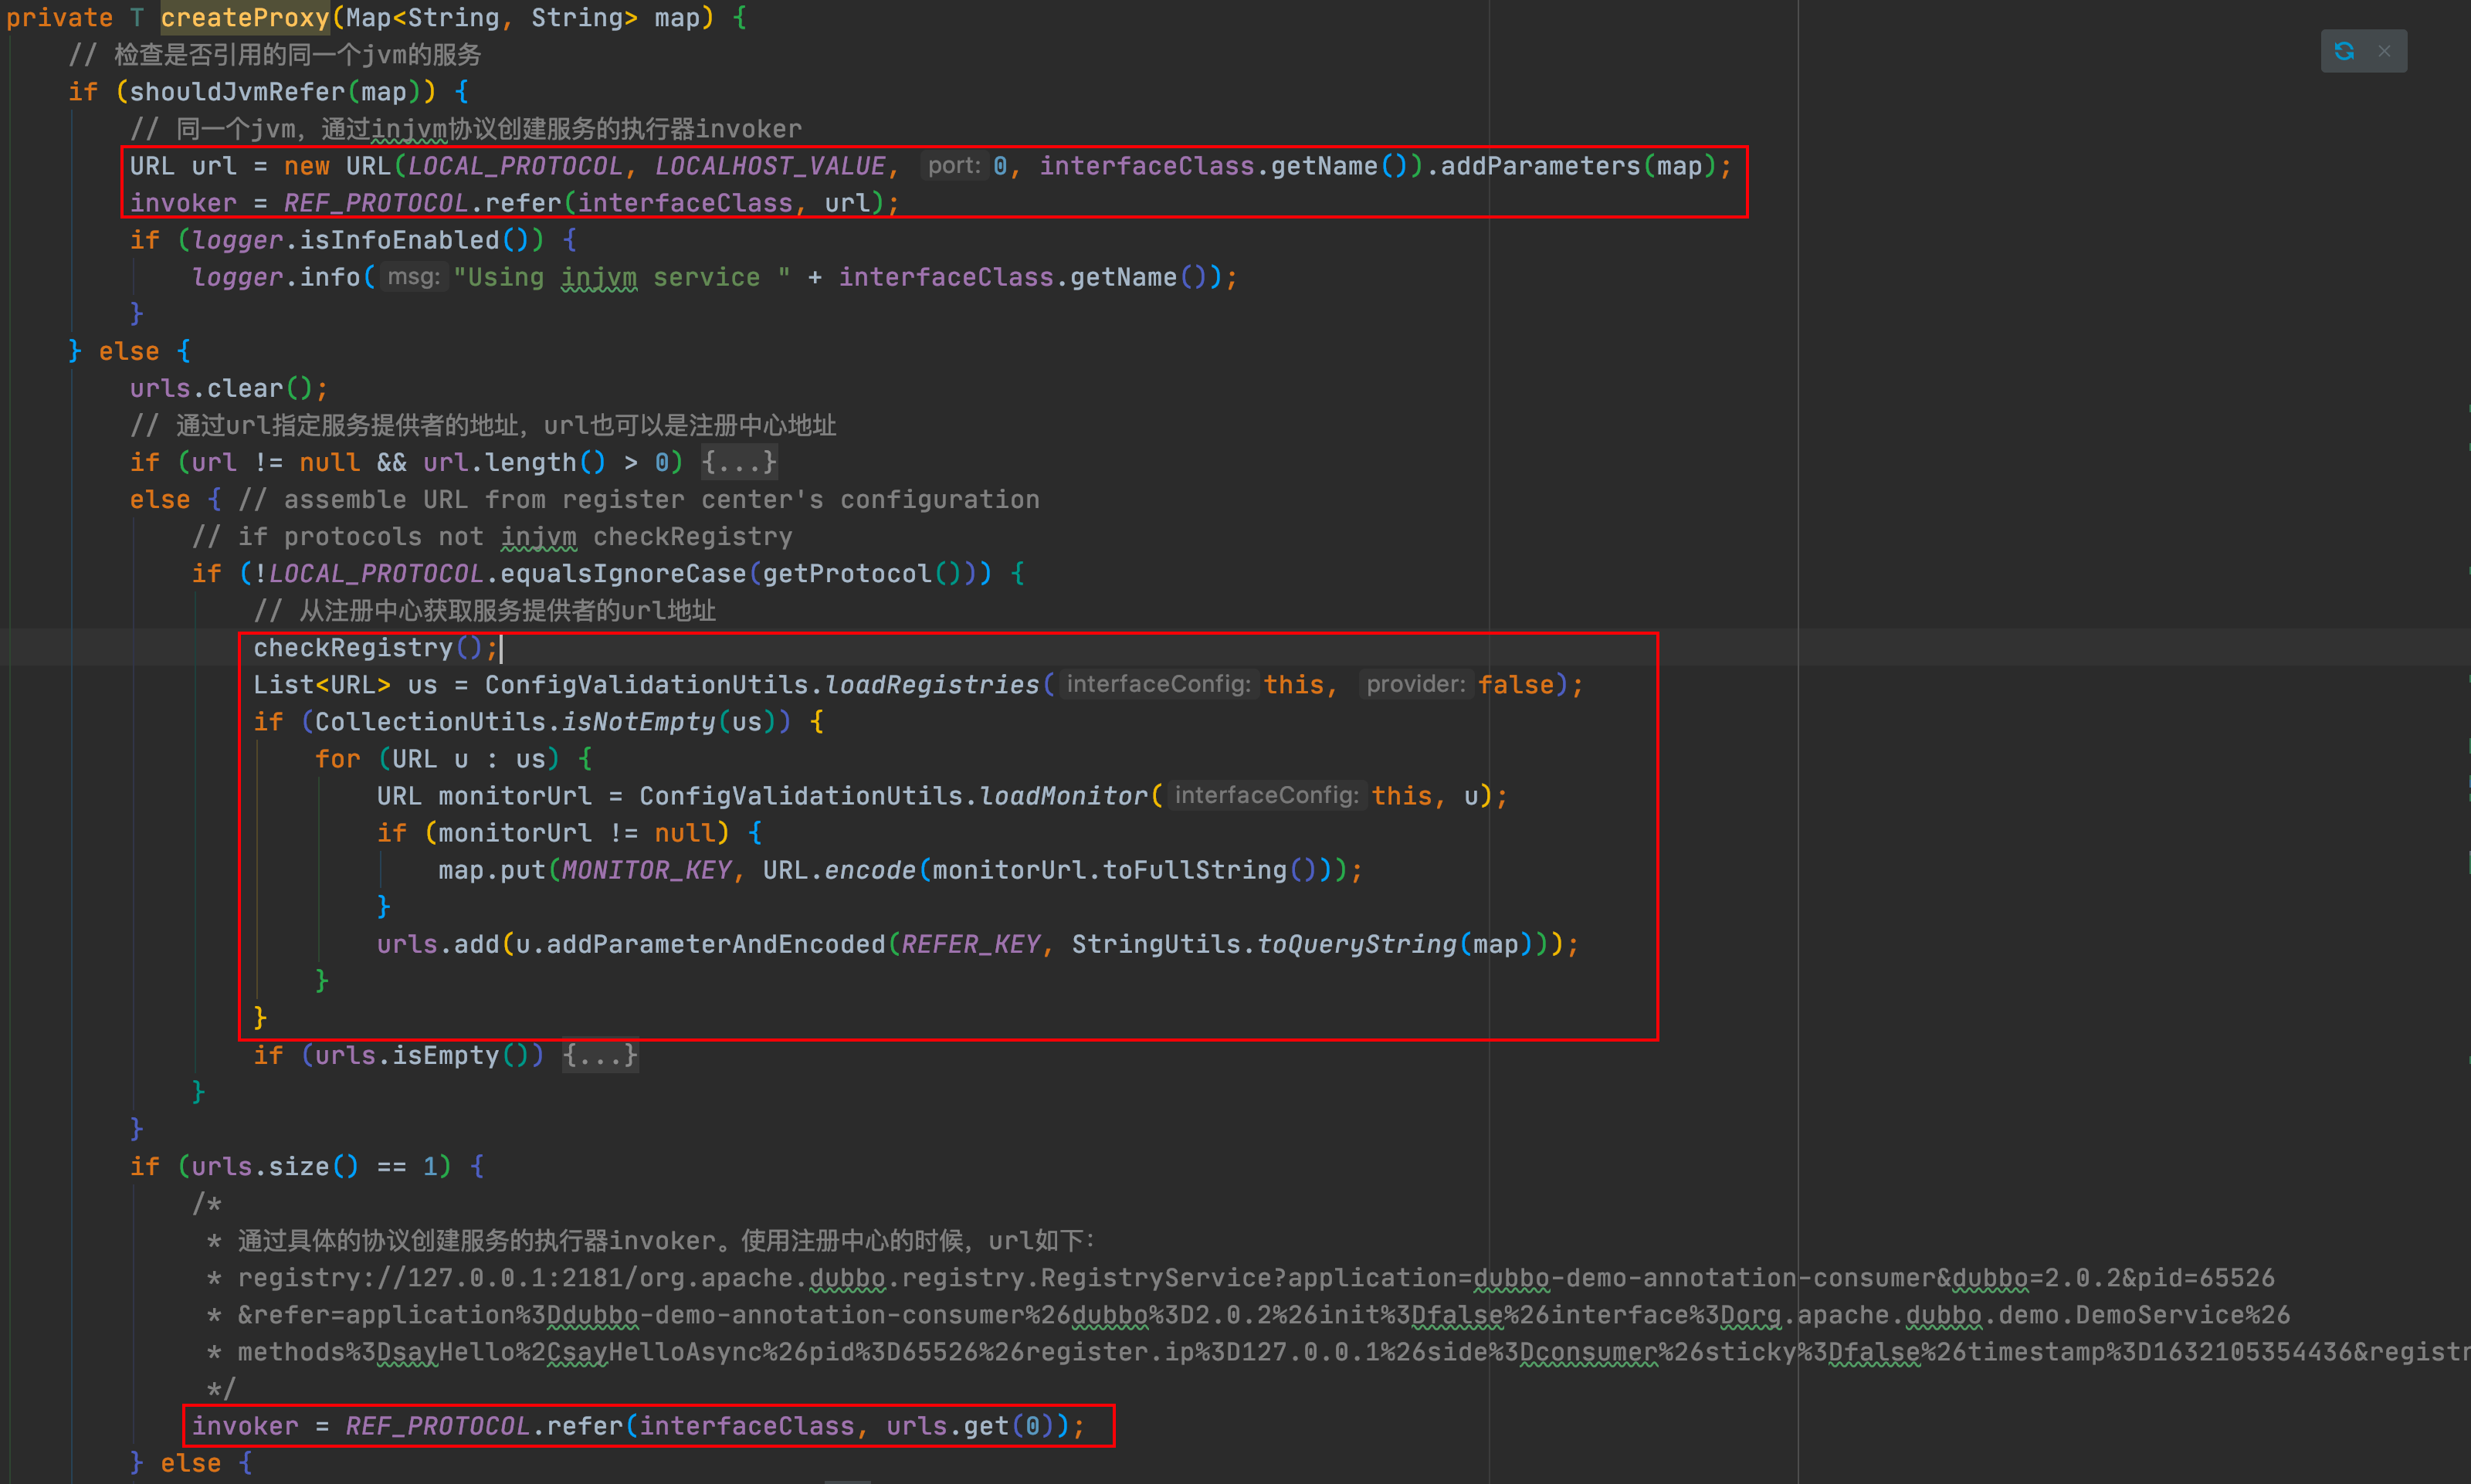 private T createProxy(Map<String, String> map) {
// 检查是否引用的同一个jvm的服务
if (shouldJvmRefer(map)) {
// 同一个jvm，通过injvm协议创建服务的执行器invoker
URL url = new URL(LOCAL_PROTOCOL, LOCALHOST_VALUE, port: 0, interfaceClass.getName()).addParameters(map);
invoker = REF_PROTOCOL.refer(interfaceClass, url);
if (logger.isInfoEnabled()) {
logger.info( msg: "Using injvm service " + interfaceClass.getName());
}
} else {
urls.clear();
// 通过url指定服务提供者的地址，url也可以是注册中心地址
if (url != null && url.length() > 0) {...}
else { // assemble URL from register center's configuration
// if protocols not injvm checkRegistry
if (!LOCAL_PROTOCOL.equalsIgnoreCase(getProtocol())) {
// 从注册中心获取服务提供者的url地址
checkRegistry();
List<URL> us = ConfigValidationUtils.loadRegistries( interfaceConfig: this, provider: false);
if (CollectionUtils.isNotEmpty(us)) {
for (URL u : us) {
URL monitorUrl = ConfigValidationUtils.loadMonitor( interfaceConfig: this, u);
if (monitorUrl != null) {
map.put(MONITOR_KEY, URL.encode(monitorUrl.toFullString()));
}
urls.add(u.addParameterAndEncoded(REFER_KEY, StringUtils.toQueryString(map)));
}
}
if (urls.isEmpty()) {...}
}
}
if (urls.size() == 1) {
/*
* 通过具体的协议创建服务的执行器invoker。使用注册中心的时候，url如下：
* registry://127.0.0.1:2181/org.apache.dubbo.registry.RegistryService?application=dubbo-demo-annotation-consumer&dubbo=2.0.2&pid=65526
* &refer=application%3Ddubbo-demo-annotation-consumer%26dubbo%3D2.0.2%26init%3Dfalse%26interface%3Dorg.apache.dubbo.demo.DemoService%26
* methods%3DsayHello%2CsayHelloAsync%26pid%3D65526%26register.ip%3D127.0.0.1%26side%3Dconsumer%26sticky%3Dfalse%26timestamp%3D1632105354436&registr
*/
invoker = REF_PROTOCOL.refer(interfaceClass, urls.get(0));
} else {